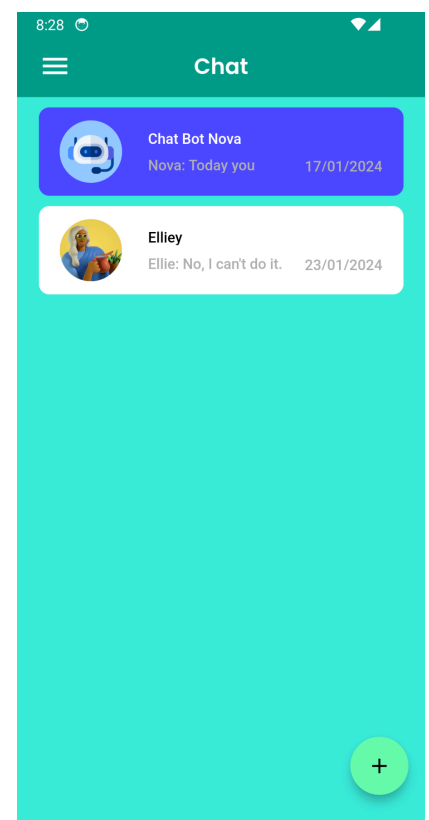 8:28
Chat
Chat Bot Nova
Nova: Today you 17/01/2024
Elliey
Ellie: No, I can't do it. 23/01/2024
+